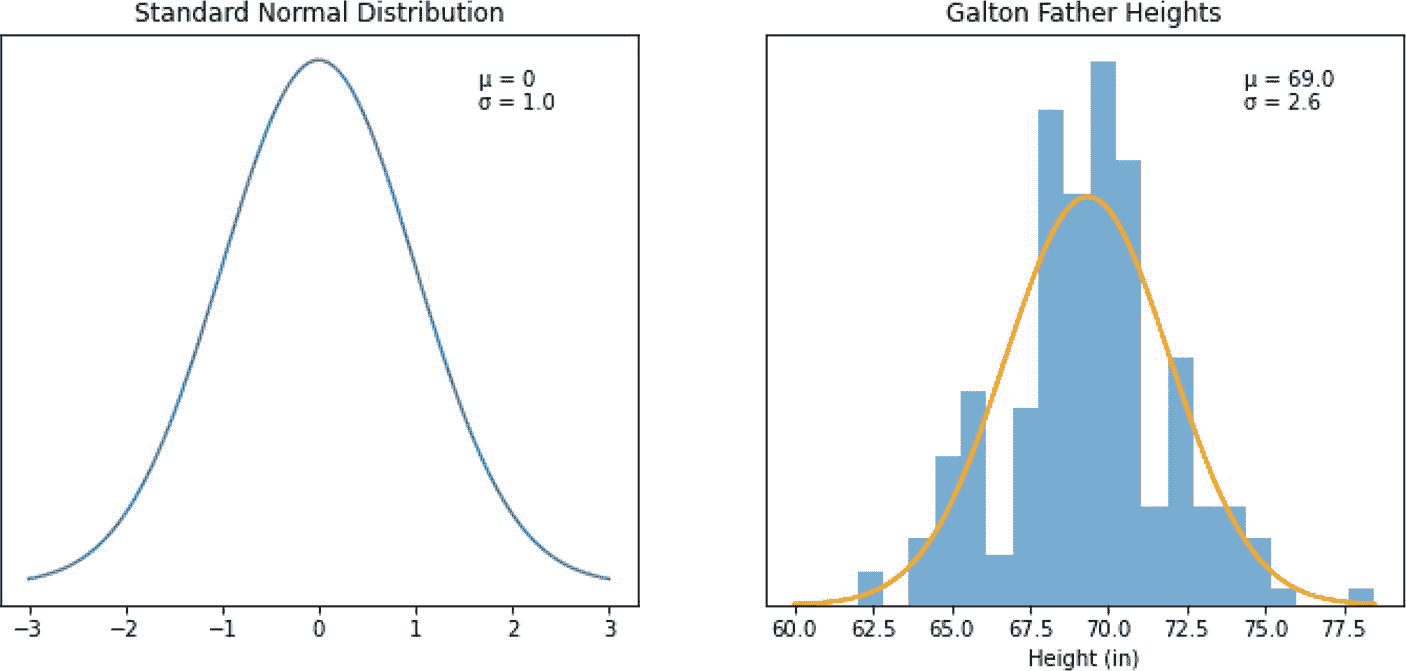 Standard Normal Distribution
μ = 0
σ = 1.0
−3 −2 −1 0 1 2 3
Galton Father Heights
μ = 69.0
σ = 2.6
60.0 62.5 65.0 67.5 70.0 72.5 75.0 77.5
Height (in)